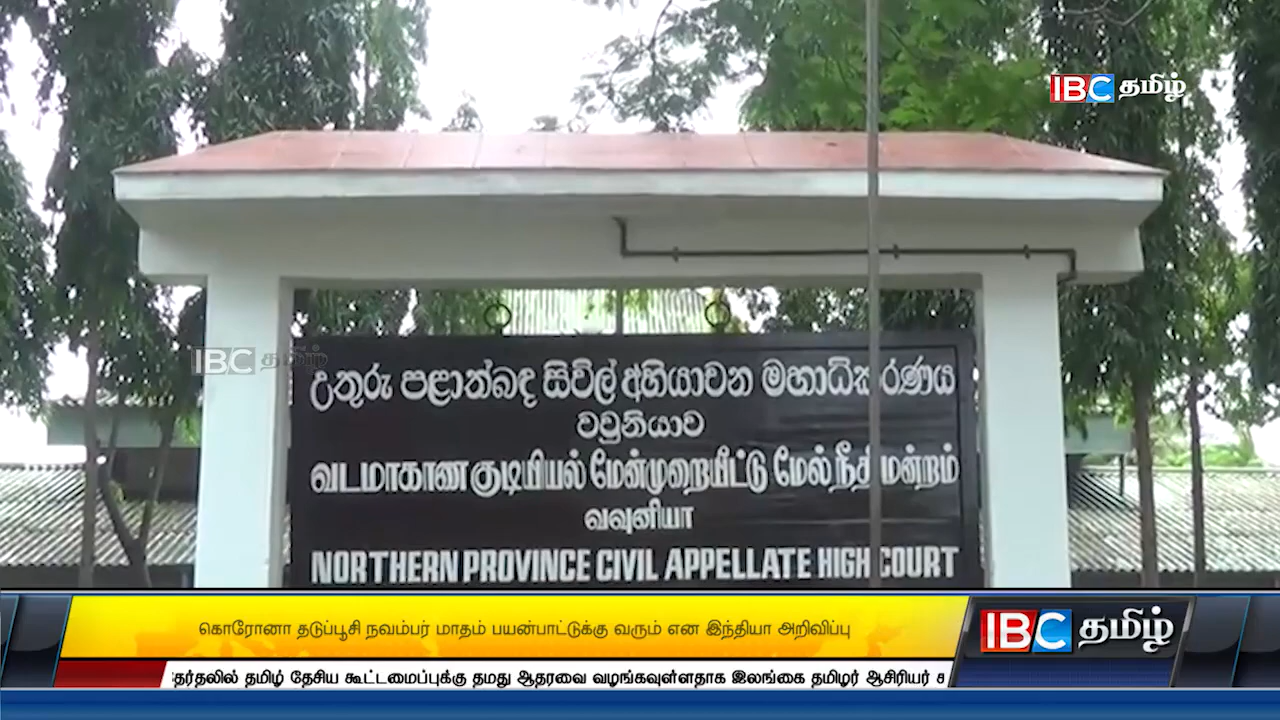 IBC தமிழ்
IBC தமிழ்
උතුරු පළාත්බඳ සිවිල් අභියාචන මහාධිකරණය
වවුනියාව
வடமாகாண குடியியல் மேன்முறையீட்டு மேல் நீதிமன்றம்
வவுனியா
NORTHERN PROVINCE CIVIL APPELLATE HIGH COURT
கொரோனா தடுப்பூசி நவம்பர் மாதம் பயன்பாட்டுக்கு வரும் என இந்தியா அறிவிப்பு
IBC தமிழ்
தேர்தலில் தமிழ் தேசிய கூட்டமைப்புக்கு தமது ஆதரவை வழங்கவுள்ளதாக இலங்கை தமிழர் ஆசிரியர்